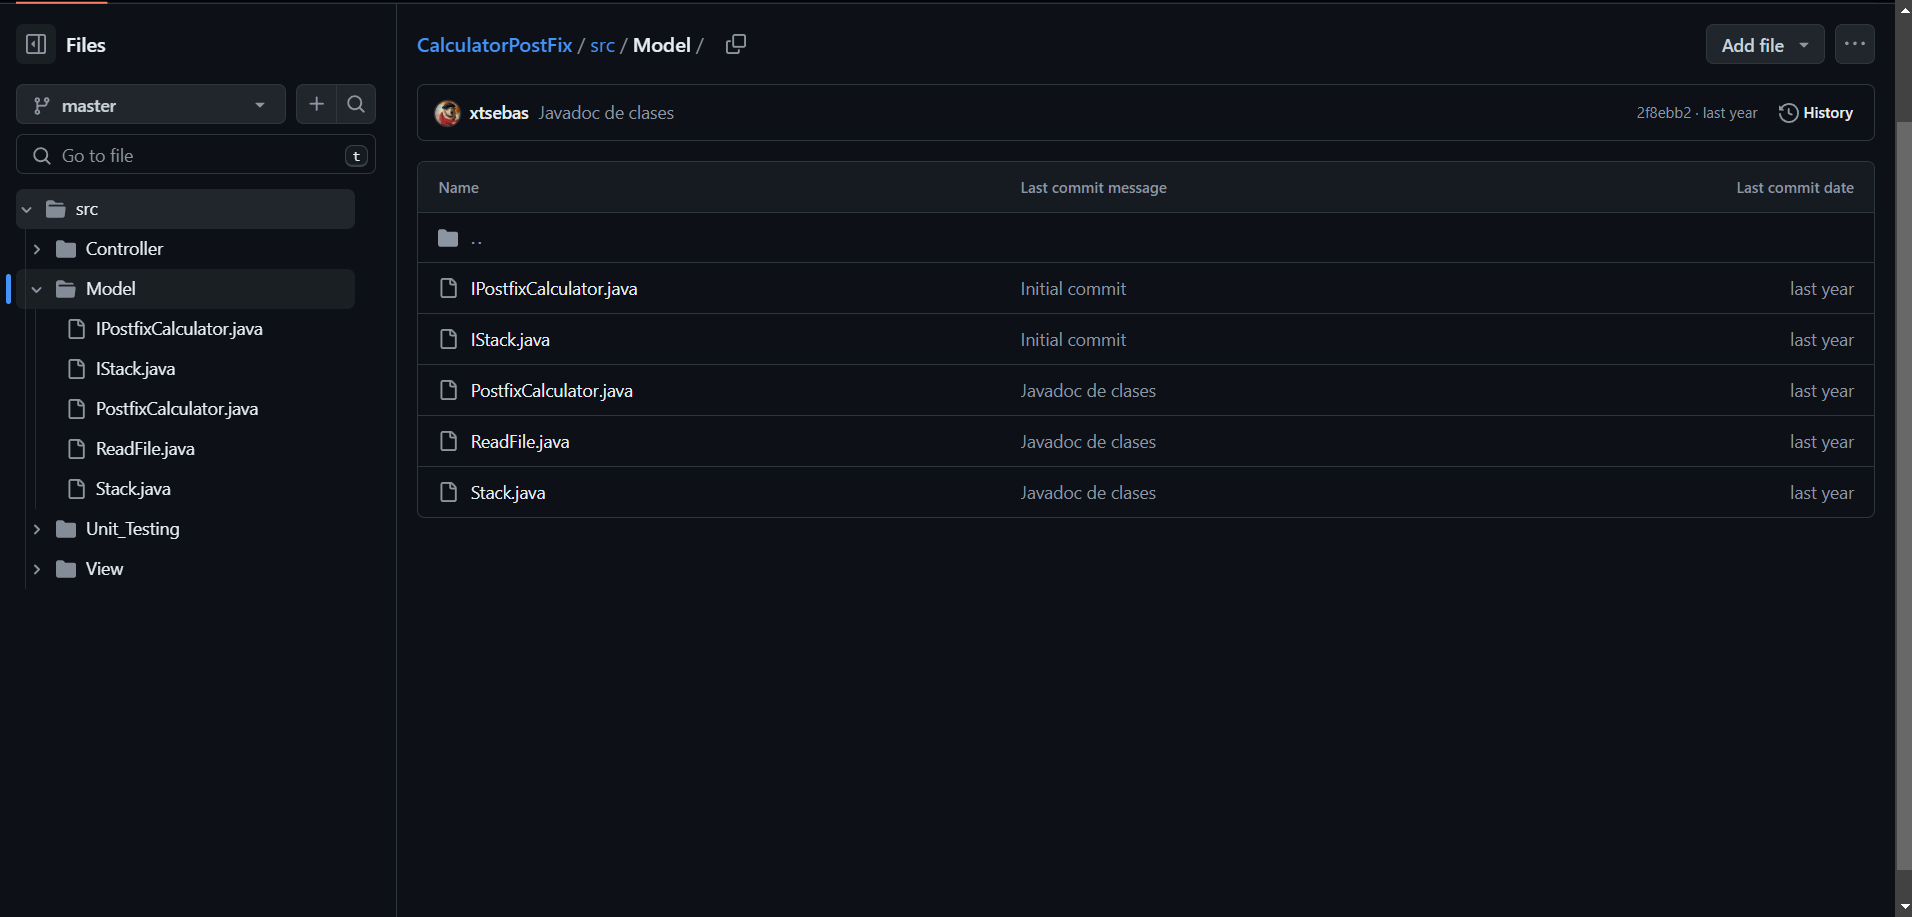 Files
master
Go to file
t
src
Controller
Model
IPostfixCalculator.java
IStack.java
PostfixCalculator.java
ReadFile.java
Stack.java
Unit_Testing
View
CalculatorPostFix / src / Model /
Add file
xtsebas Javadoc de clases
2f8ebb2 · last year
History
Name Last commit message Last commit date
..
IPostfixCalculator.java Initial commit last year
IStack.java Initial commit last year
PostfixCalculator.java Javadoc de clases last year
ReadFile.java Javadoc de clases last year
Stack.java Javadoc de clases last year